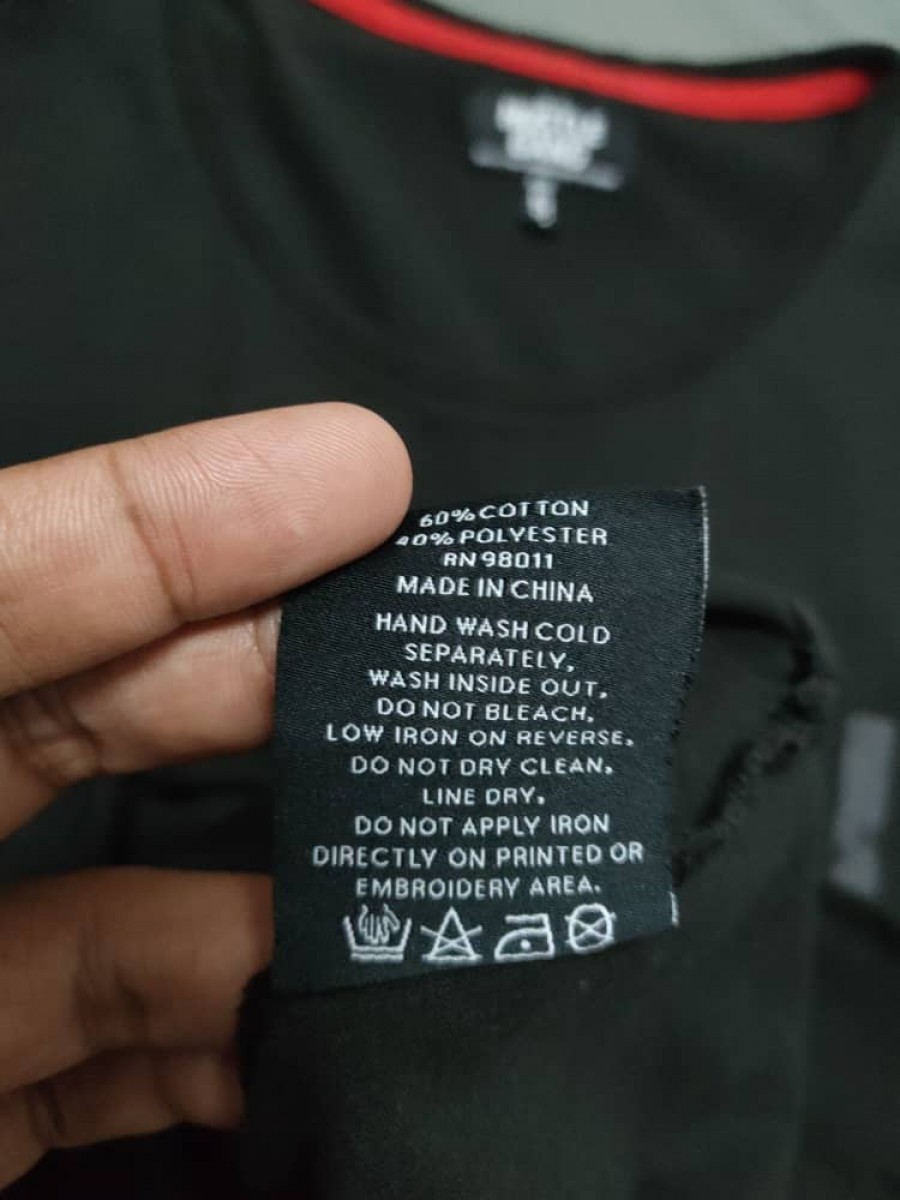 60% COTTON
40% POLYESTER
RN 98011
MADE IN CHINA
HAND WASH COLD
SEPARATELY,
WASH INSIDE OUT,
DO NOT BLEACH,
LOW IRON ON REVERSE,
DO NOT DRY CLEAN,
LINE DRY,
DO NOT APPLY IRON
DIRECTLY ON PRINTED OR
EMBROIDERY AREA.